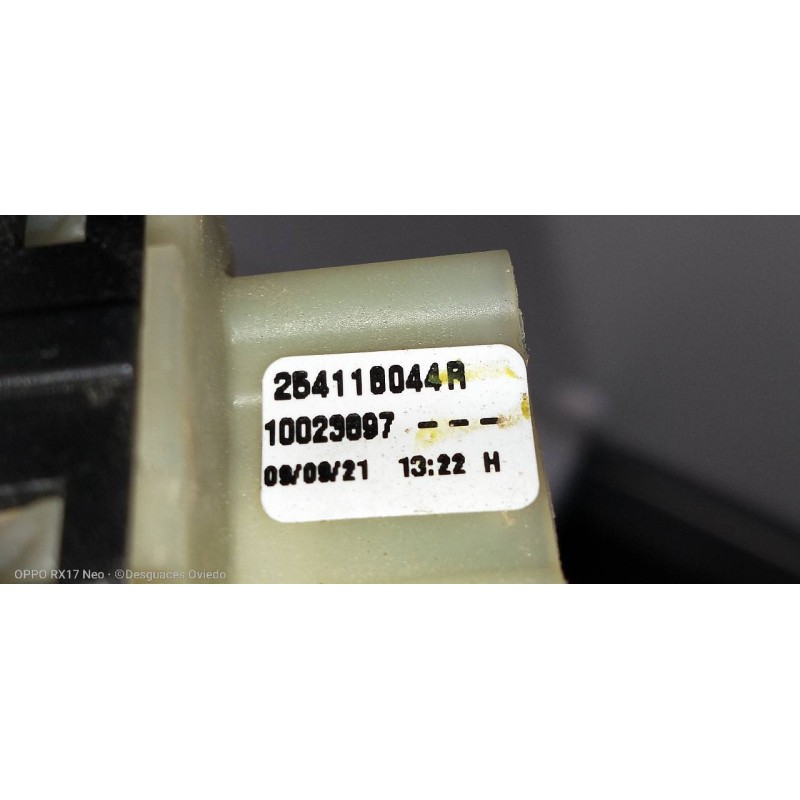 254118044R
10023697 ---
09/09/21 13:22 H
OPPO RX17 Neo · ©Desguaces Oviedo